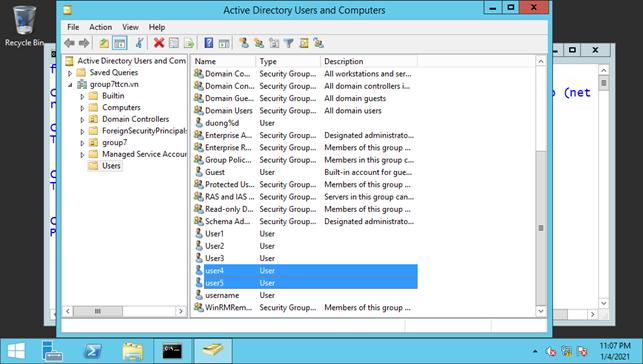 Recycle Bin
Active Directory Users and Computers
File Action View Help
Active Directory Users and Com
Saved Queries
group7ttcn.vn
Builtin
Computers
Domain Controllers
ForeignSecurityPrincipals
group7
Managed Service Accour
Users
Name Type Description
Domain Co... Security Group... All workstations and ser...
Domain Con... Security Group... All domain controllers i...
Domain Gue... Security Group... All domain guests
Domain Users Security Group... All domain users
duong%d User
Enterprise A... Security Group... Designated administrato...
Enterprise R... Security Group... Members of this group ...
Group Polic... Security Group... Members in this group c...
Guest User Built-in account for gue...
Protected Us... Security Group... Members of this group ...
RAS and IAS ... Security Group... Servers in this group can...
Read-only D... Security Group... Members of this group ...
Schema Ad... Security Group... Designated administrato...
User1 User
User2 User
User3 User
user4 User
user5 User
username User
WinRMRem... Security Group... Members of this group ...
(net
11:07 PM
1/4/2021